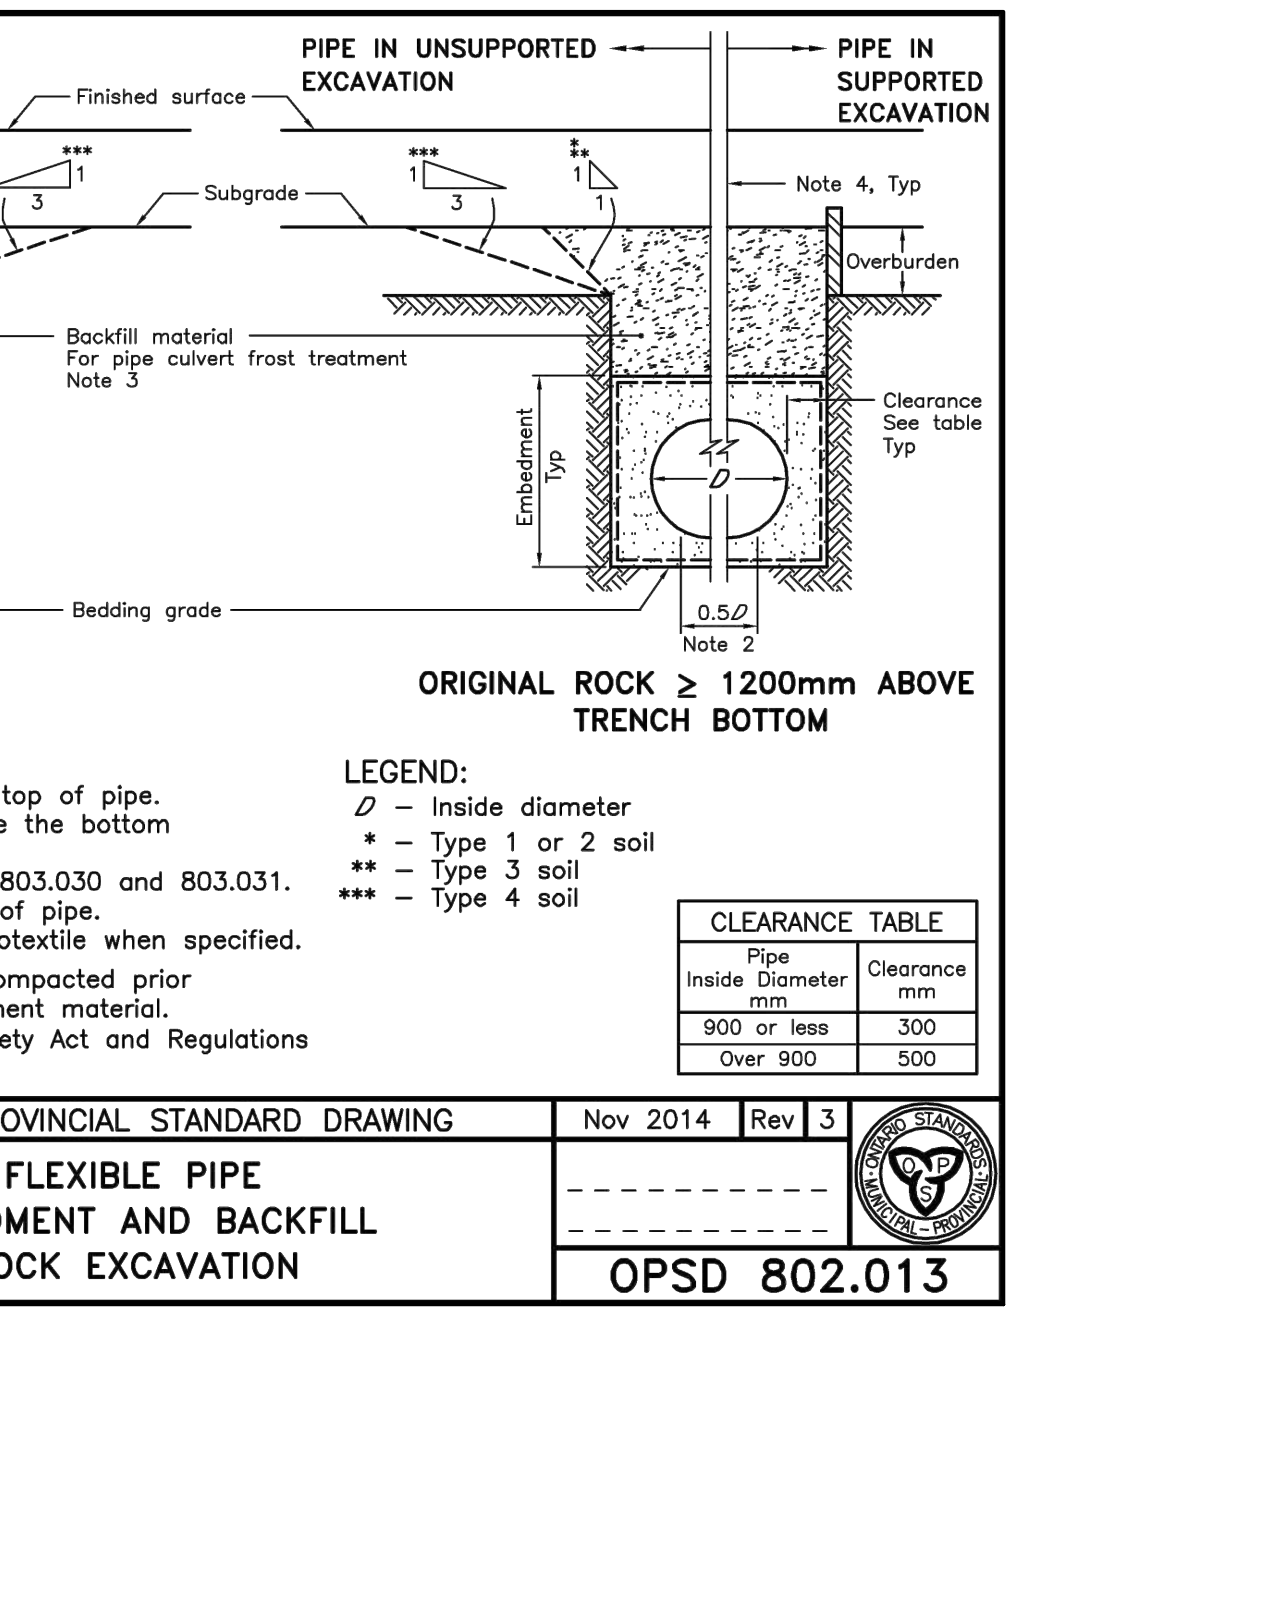 PIPE IN UNSUPPORTED
EXCAVATION
PIPE IN
SUPPORTED
EXCAVATION
Finished surface
***
1
3
***
1
3
*
**
1
1
Subgrade
Note 4, Typ
Overburden
Backfill material
For pipe culvert frost treatment
Note 3
Embedment
Typ
Clearance
See table
Typ
D
Bedding grade
0.5D
Note 2
ORIGINAL ROCK ≥ 1200mm ABOVE
TRENCH BOTTOM
top of pipe.
the bottom
803.030 and 803.031.
of pipe.
otextile when specified.
ompacted prior
ent material.
ety Act and Regulations
LEGEND:
D – Inside diameter
* – Type 1 or 2 soil
** – Type 3 soil
*** – Type 4 soil
CLEARANCE TABLE
Pipe
Inside Diameter
mm
Clearance
mm
900 or less 300
Over 900 500
OVINCIAL STANDARD DRAWING
Nov 2014 Rev 3
FLEXIBLE PIPE
MENT AND BACKFILL
OCK EXCAVATION
ONTARIO STANDARDS
MUNICIPAL – PROVINCIAL
O P
S
OPSD 802.013